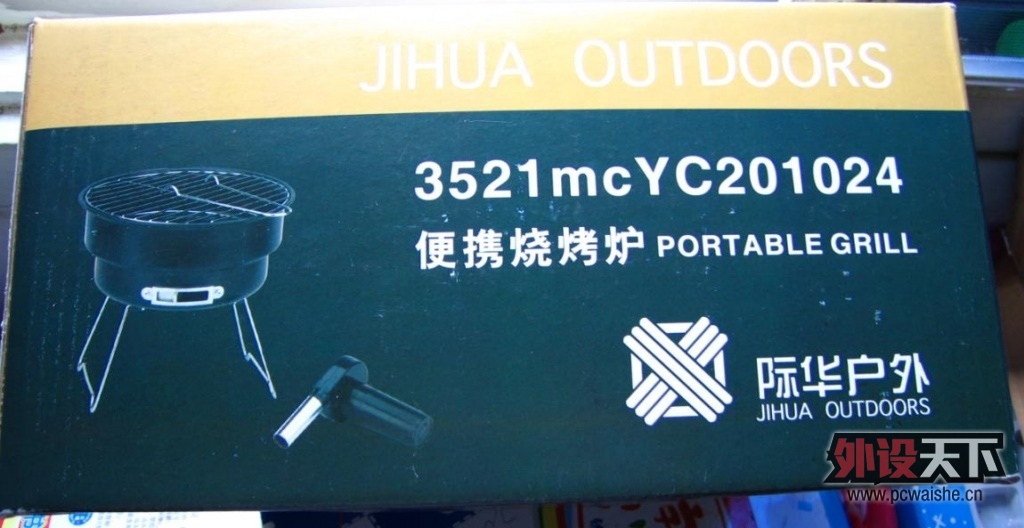 JIHUA OUTDOORS
3521mcYC201024
便携烧烤炉 PORTABLE GRILL
际华户外
JIHUA OUTDOORS
外设天下
www.pcwaishe.cn